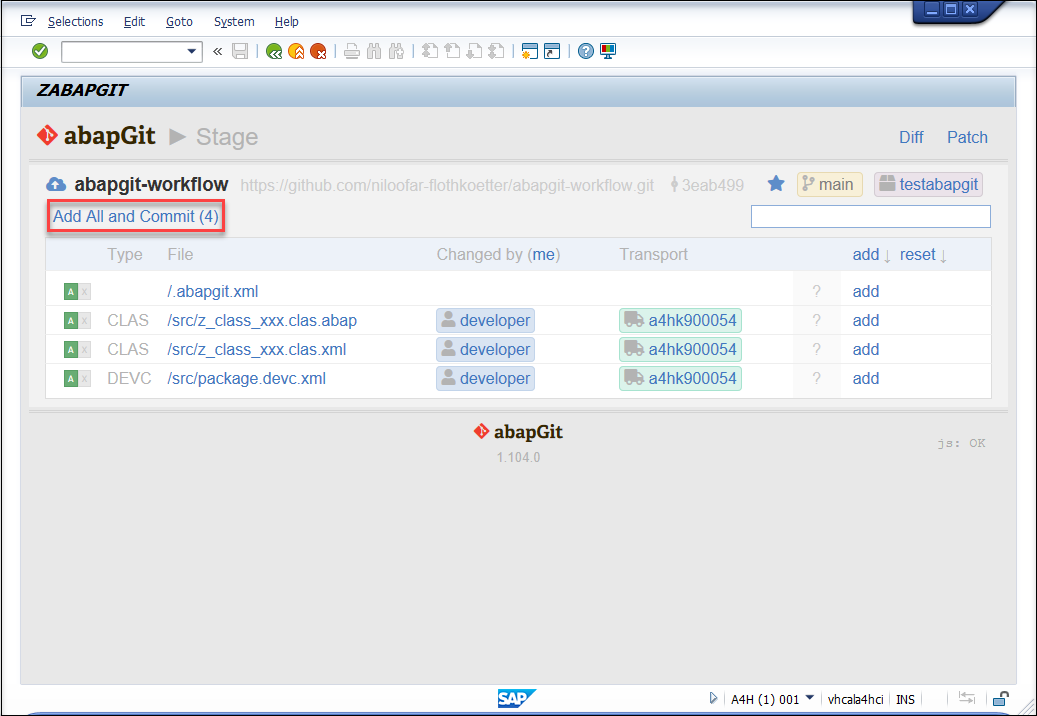 Selections Edit Goto System Help
«
ZABAPGIT
abapGit ▶ Stage Diff Patch
abapgit-workflow https://github.com/niloofar-flothkoetter/abapgit-workflow.git 3eab499 main testabapgit
Add All and Commit (4)
Type File Changed by (me) Transport add ↓ reset ↓
A X /.abapgit.xml ? add
A X CLAS /src/z_class_xxx.clas.abap developer a4hk900054 ? add
A X CLAS /src/z_class_xxx.clas.xml developer a4hk900054 ? add
A X DEVC /src/package.devc.xml developer a4hk900054 ? add
abapGit
1.104.0
js: OK
SAP A4H (1) 001 vhcala4hci INS